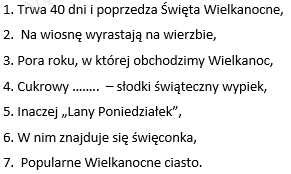 1. Trwa 40 dni i poprzedza Święta Wielkanocne,
2. Na wiosnę wyrastają na wierzbie,
3. Pora roku, w której obchodzimy Wielkanoc,
4. Cukrowy ........ – słodki świąteczny wypiek,
5. Inaczej „Lany Poniedziałek”,
6. W nim znajduje się święconka,
7. Popularne Wielkanocne ciasto.